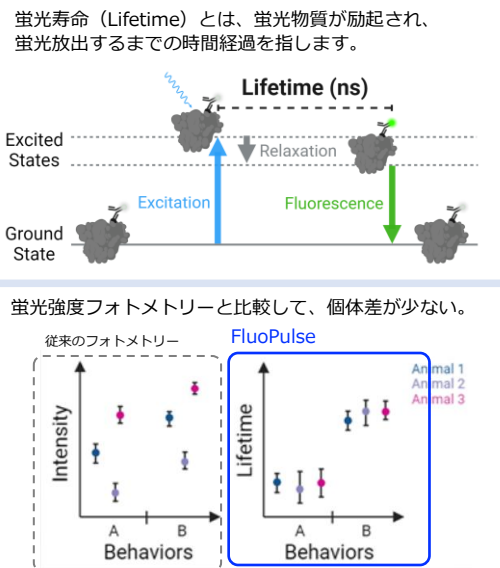 蛍光寿命（Lifetime）とは、蛍光物質が励起され、
蛍光放出するまでの時間経過を指します。
Lifetime (ns)
Excited
States
Relaxation
Excitation
Fluorescence
Ground
State
蛍光強度フォトメトリーと比較して、個体差が少ない。
従来のフォトメトリー
FluoPulse
Animal 1
Animal 2
Animal 3
Intensity
A
B
Behaviors
Lifetime
A
B
Behaviors